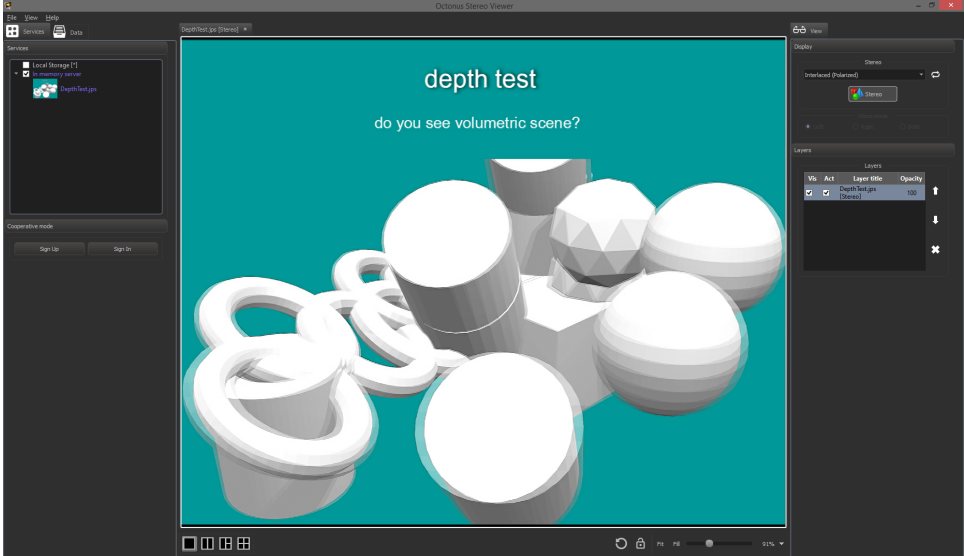 Octonus Stereo Viewer
File View Help
Services Data
DepthTest.jps [Stereo]
View
Services
Display
Local Storage [*]
In memory server
DepthTest.jps
Stereo
Interlaced (Polarized)
Stereo
depth test
do you see volumetric scene?
Layers
Layers
Vis Act Layer title Opacity
DepthTest.jps
[Stereo]
100
Cooperative mode
Sign Up Sign In
Fit Fill 91%